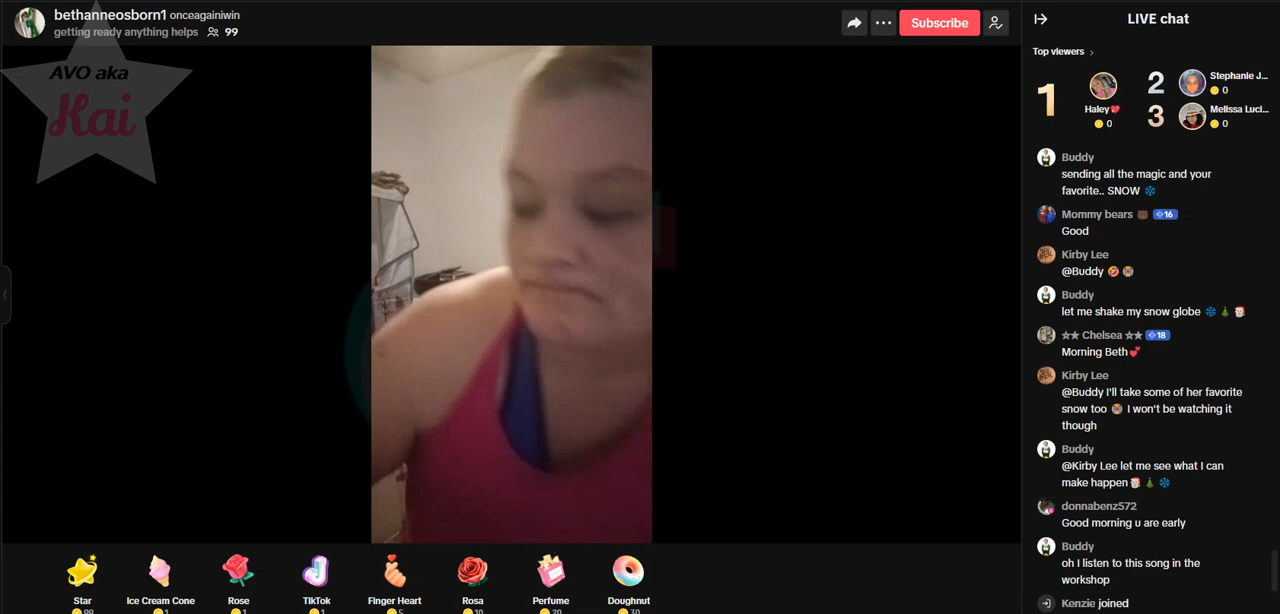 bethanneosborn1 onceagainiwin
getting ready anything helps 99
Subscribe
AVO aka
Kai
LIVE chat
Top viewers
1
Haley
0
2
Stephanie J...
0
3
Melissa Luci...
0
Buddy
sending all the magic and your
favorite.. SNOW ❄️
Mommy bears 16
Good
Kirby Lee
@Buddy 🤣
Buddy
let me shake my snow globe ❄️🎄🎅
☆☆ Chelsea ☆☆ 18
Morning Beth💕
Kirby Lee
@Buddy I'll take some of her favorite
snow too 😭 I won't be watching it
though
Buddy
@Kirby Lee let me see what I can
make happen🎅🎄❄️
donnabenz572
Good morning u are early
Buddy
oh I listen to this song in the
workshop
Kenzie joined
Star Ice Cream Cone Rose TikTok Finger Heart Rosa Perfume Doughnut
99 1 1 1 5 10 20 30